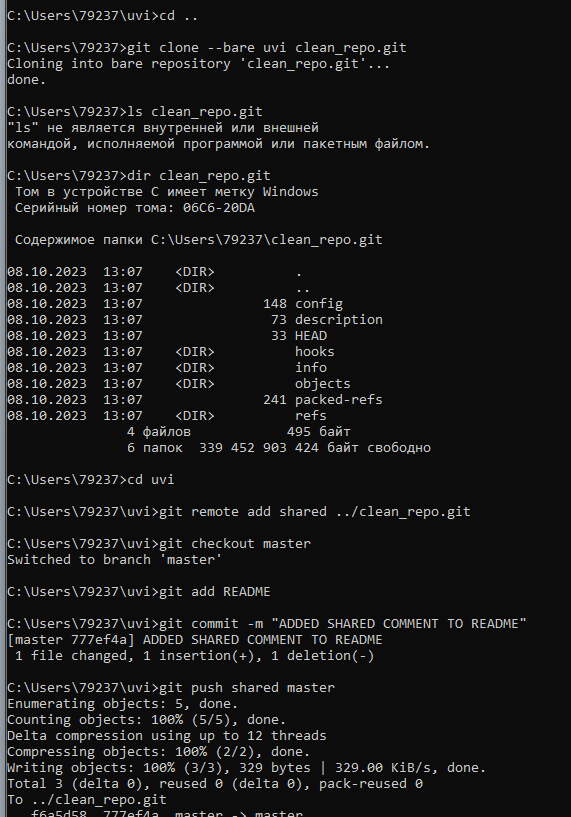 C:\Users\79237\uvi>cd ..
C:\Users\79237>git clone --bare uvi clean_repo.git
Cloning into bare repository 'clean_repo.git'...
done.
C:\Users\79237>ls clean_repo.git
"ls" не является внутренней или внешней
командой, исполняемой программой или пакетным файлом.
C:\Users\79237>dir clean_repo.git
Том в устройстве C имеет метку Windows
Серийный номер тома: 06C6-20DA
Содержимое папки C:\Users\79237\clean_repo.git
08.10.2023  13:07    <DIR>          .
08.10.2023  13:07    <DIR>          ..
08.10.2023  13:07               148 config
08.10.2023  13:07                73 description
08.10.2023  13:07                33 HEAD
08.10.2023  13:07    <DIR>          hooks
08.10.2023  13:07    <DIR>          info
08.10.2023  13:07    <DIR>          objects
08.10.2023  13:07               241 packed-refs
08.10.2023  13:07    <DIR>          refs
4 файлов            495 байт
6 папок  339 452 903 424 байт свободно
C:\Users\79237>cd uvi
C:\Users\79237\uvi>git remote add shared ../clean_repo.git
C:\Users\79237\uvi>git checkout master
Switched to branch 'master'
C:\Users\79237\uvi>git add README
C:\Users\79237\uvi>git commit -m "ADDED SHARED COMMENT TO README"
[master 777ef4a] ADDED SHARED COMMENT TO README
1 file changed, 1 insertion(+), 1 deletion(-)
C:\Users\79237\uvi>git push shared master
Enumerating objects: 5, done.
Counting objects: 100% (5/5), done.
Delta compression using up to 12 threads
Compressing objects: 100% (2/2), done.
Writing objects: 100% (3/3), 329 bytes | 329.00 KiB/s, done.
Total 3 (delta 0), reused 0 (delta 0), pack-reused 0
To ../clean_repo.git
f6a5d58..777ef4a  master -> master